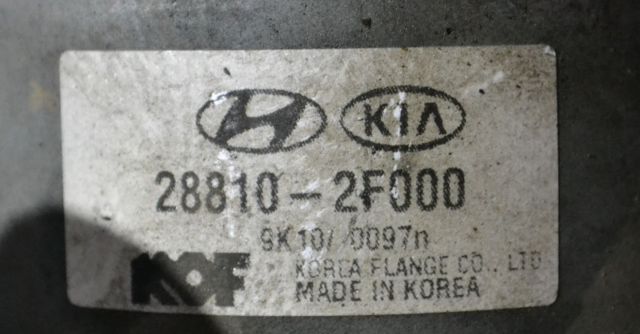 KIA
28810-2F000
9K10/ 0097n
KOF KOREA FLANGE CO., LTD
MADE IN KOREA